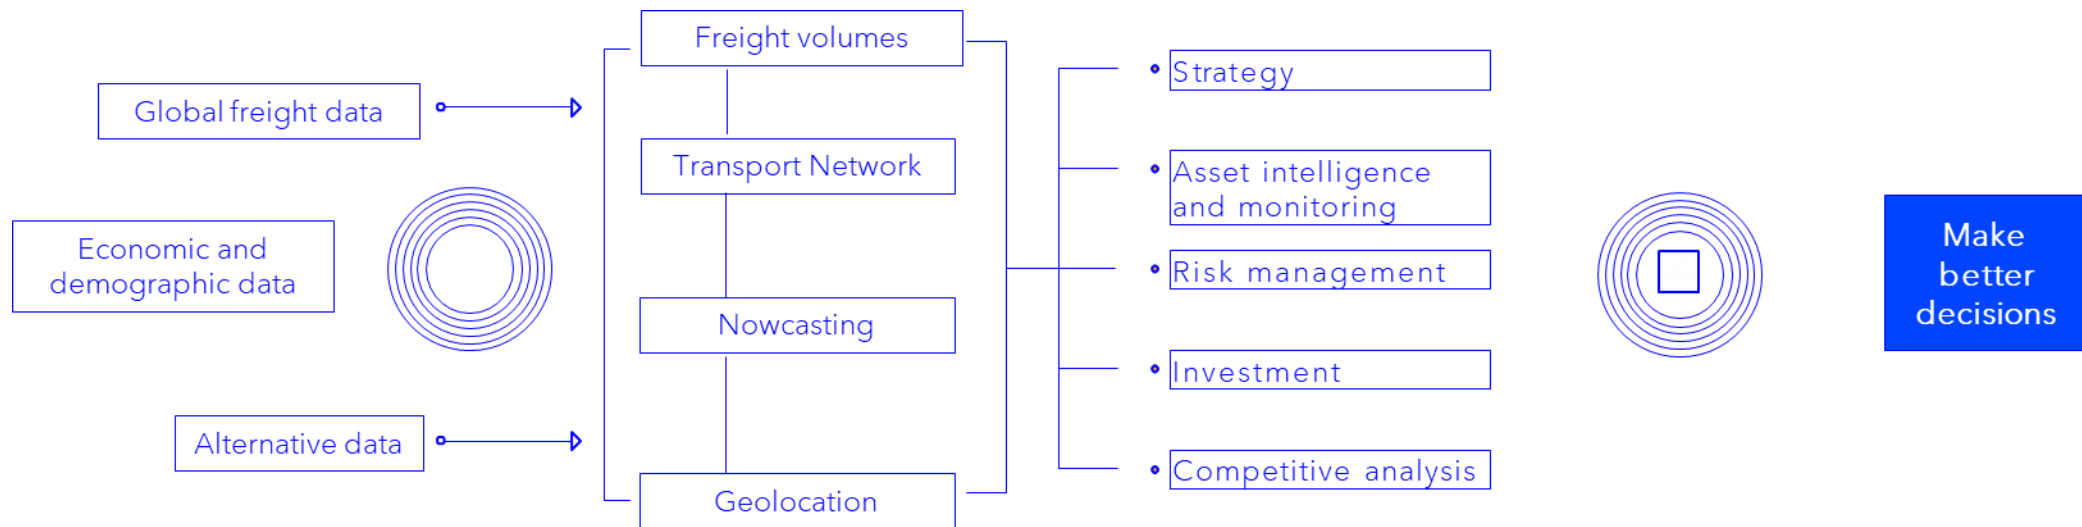 Global freight data
Economic and
demographic data
Alternative data
Freight volumes
Transport Network
Nowcasting
Geolocation
Strategy
Asset intelligence
and monitoring
Risk management
Investment
Competitive analysis
Make
better
decisions